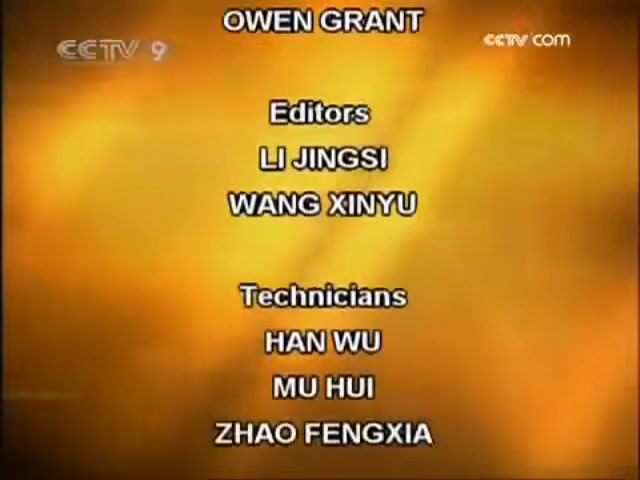 OWEN GRANT
CCTV 9
CCTV.com
Editors
LI JINGSI
WANG XINYU
Technicians
HAN WU
MU HUI
ZHAO FENGXIA